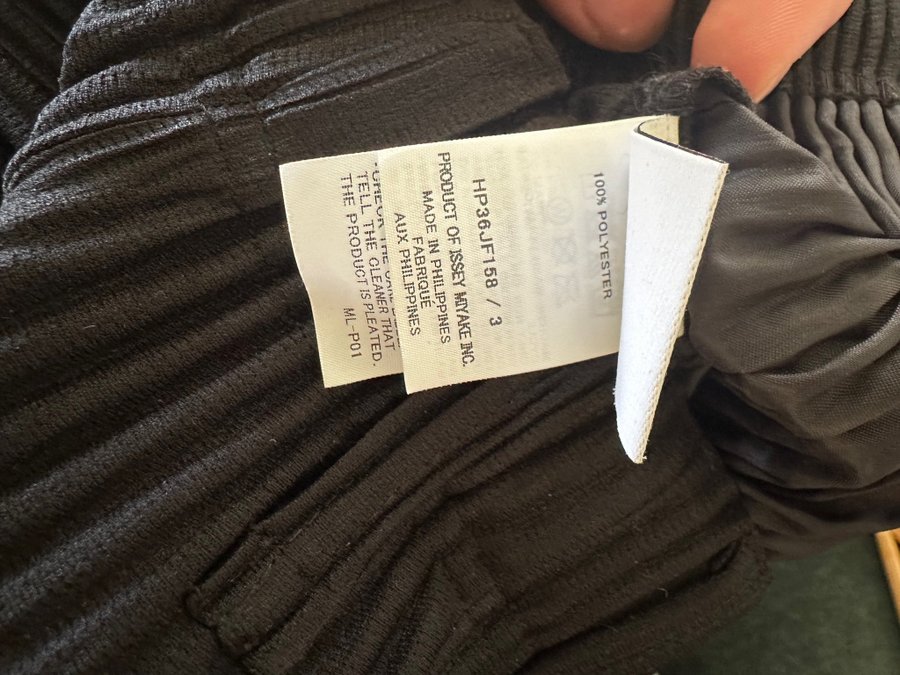 100% POLYESTER
HP36JF158 / 3
PRODUCT OF ISSEY MIYAKE INC.
MADE IN PHILIPPINES
FABRIQUE
AUX PHILIPPINES
TELL THE CLEANER THAT
THE PRODUCT IS PLEATED.
ML-P01